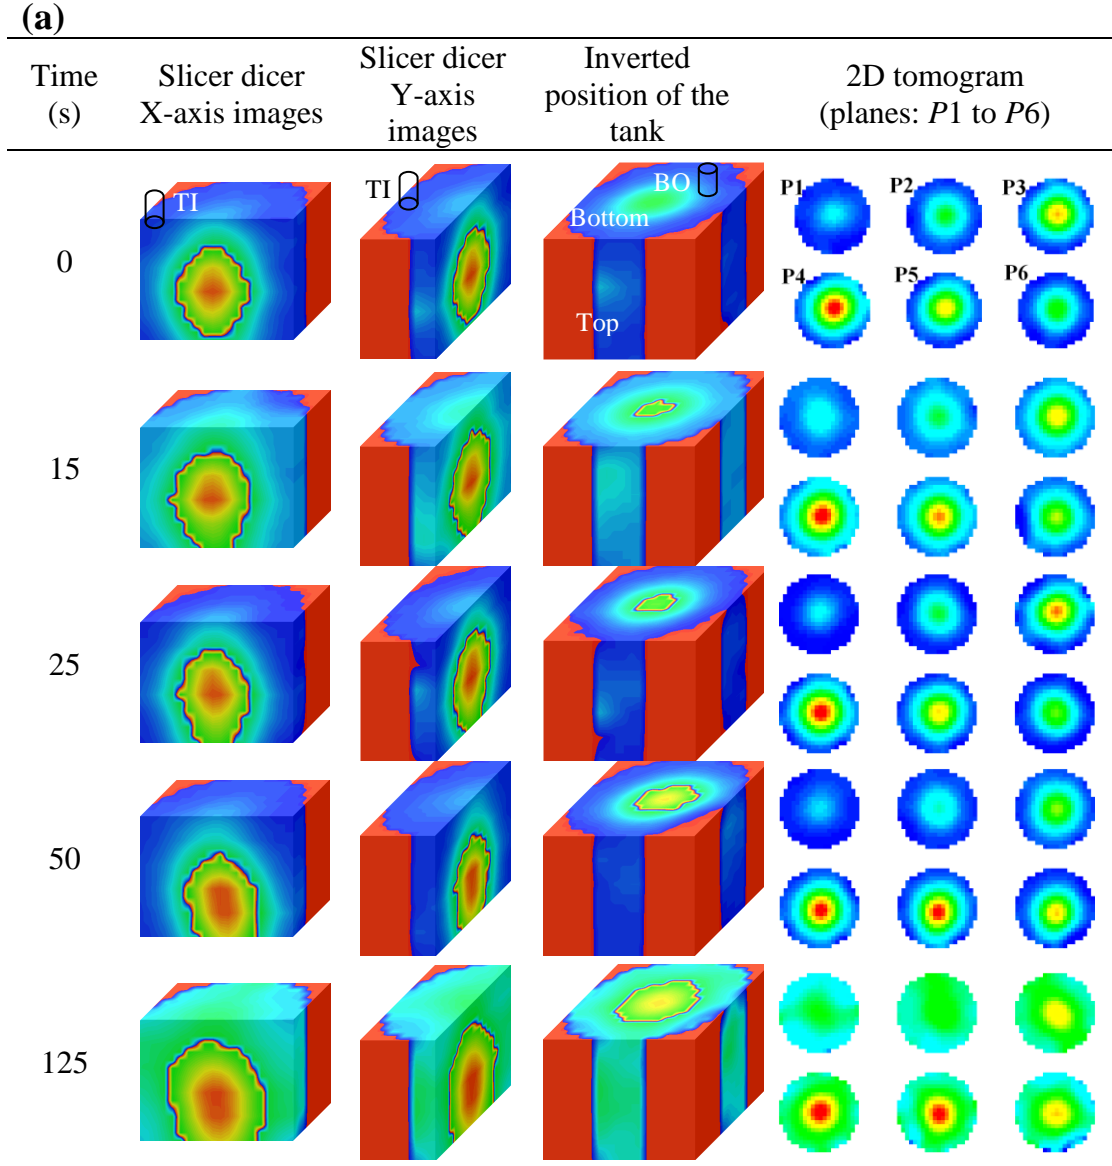 (a)
Time
(s)
Slicer dicer
X-axis images
Slicer dicer
Y-axis
images
Inverted
position of the
tank
2D tomogram
(planes: P1 to P6)
0
TI
TI
BO
Bottom
Top
P1
P2
P3
P4
P5
P6
15
25
50
125